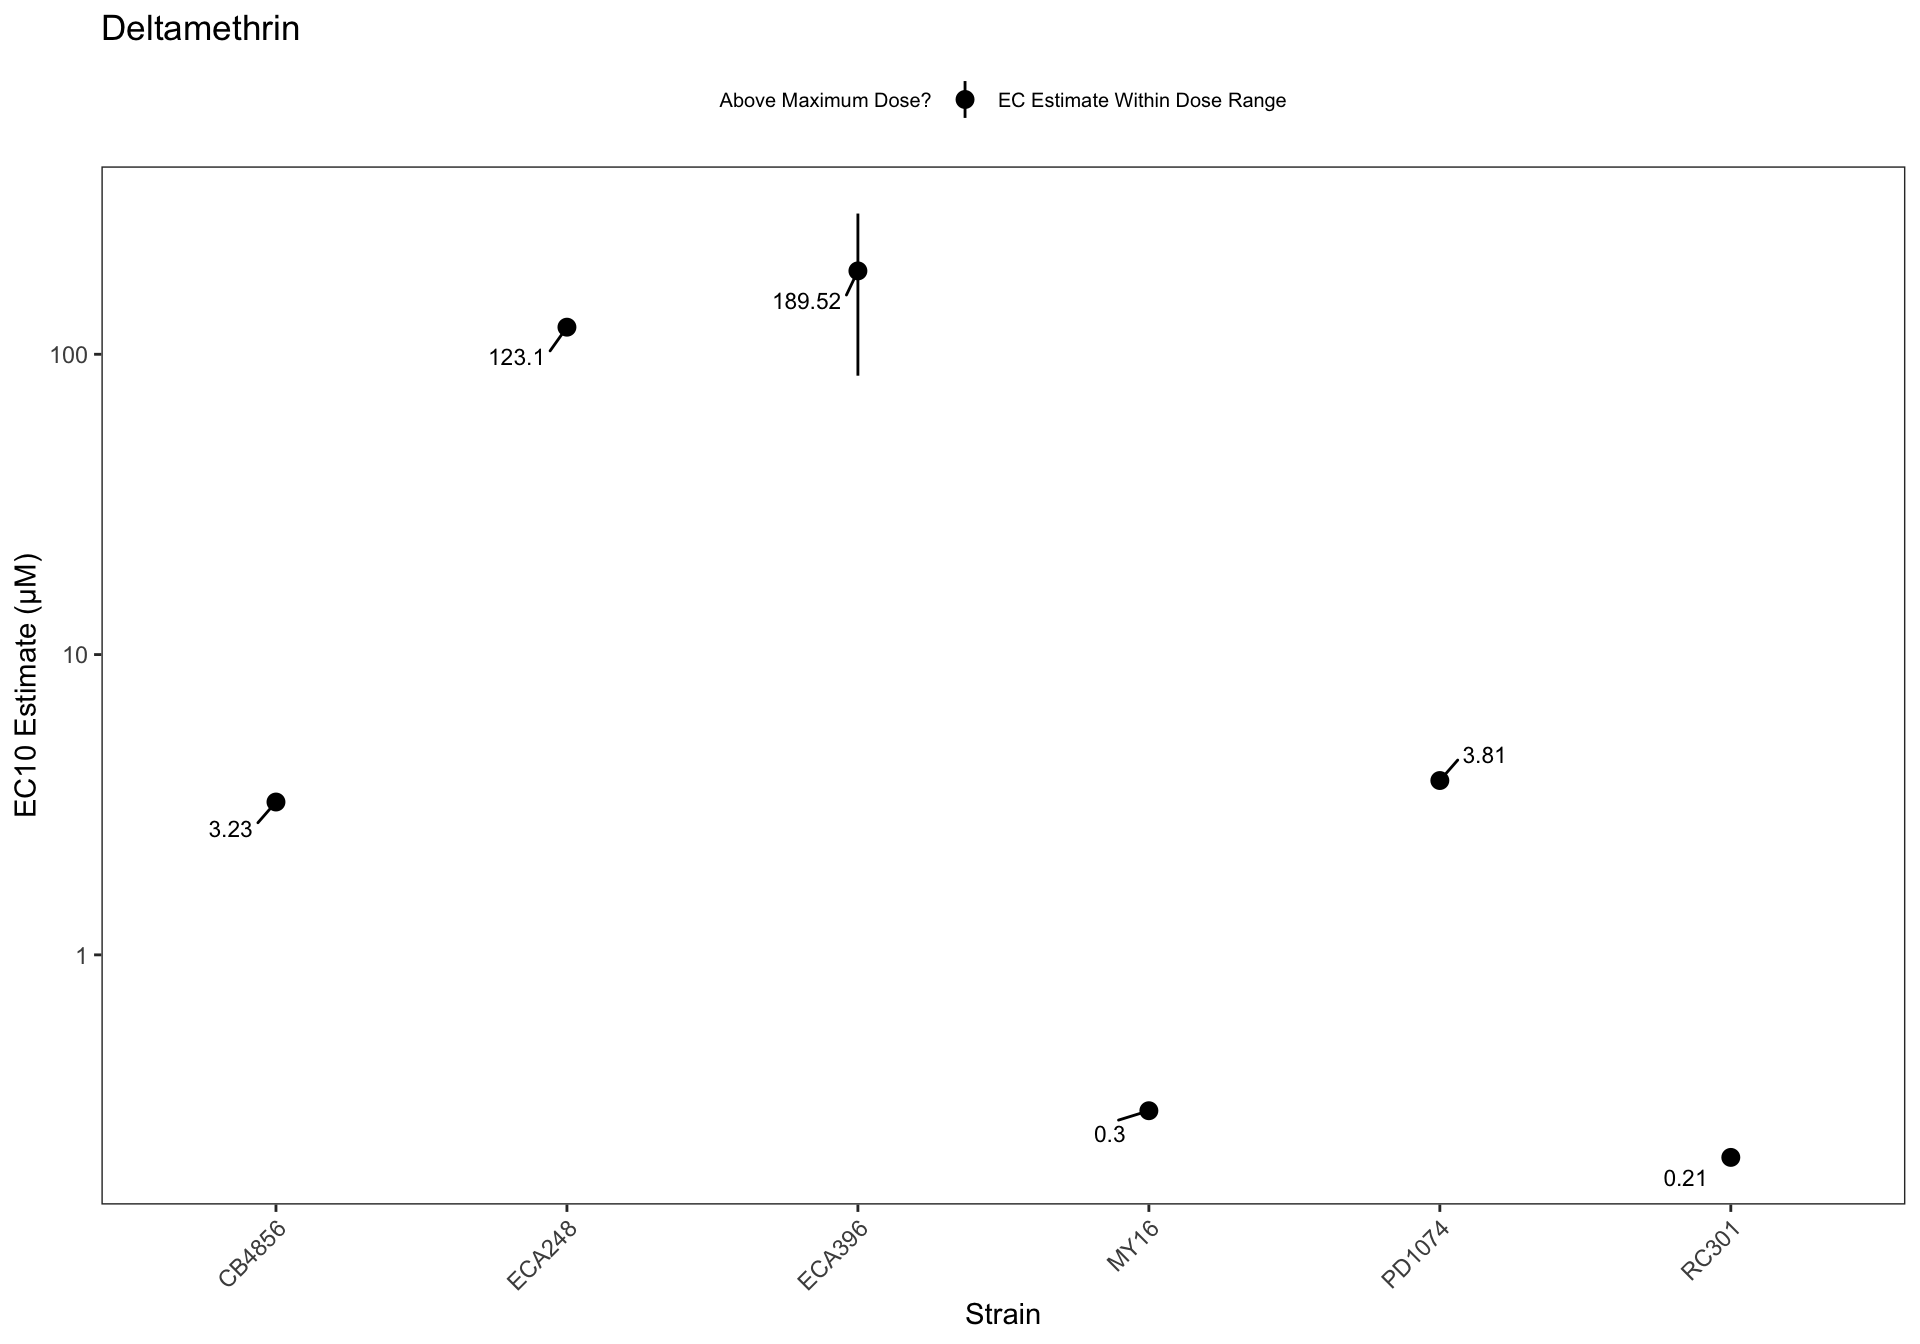 Deltamethrin
Above Maximum Dose? EC Estimate Within Dose Range
EC10 Estimate (µM)
100
10
1
189.52
123.1
3.81
3.23
0.3
0.21
CB4856
ECA248
ECA396
MY16
PD1074
RC301
Strain